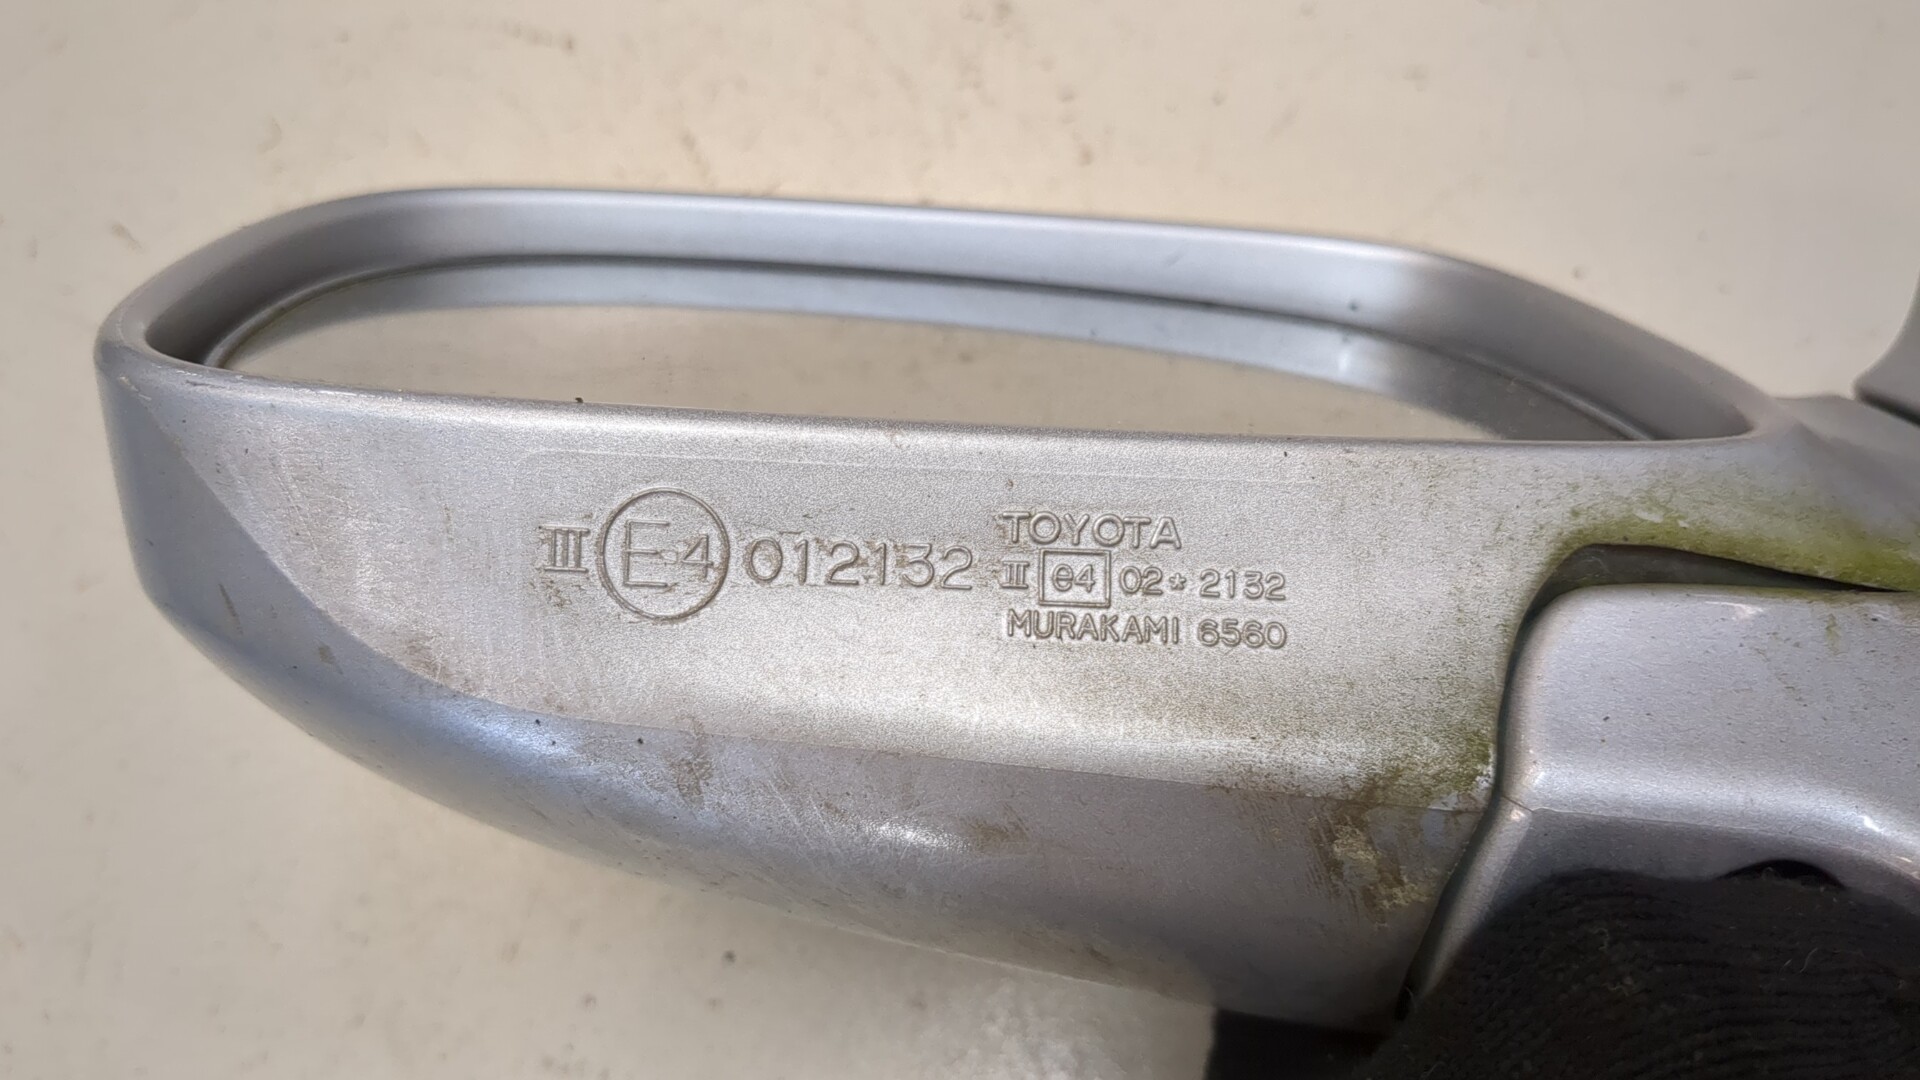 III E4 012132
TOYOTA
II e4 02* 2132
MURAKAMI 6560